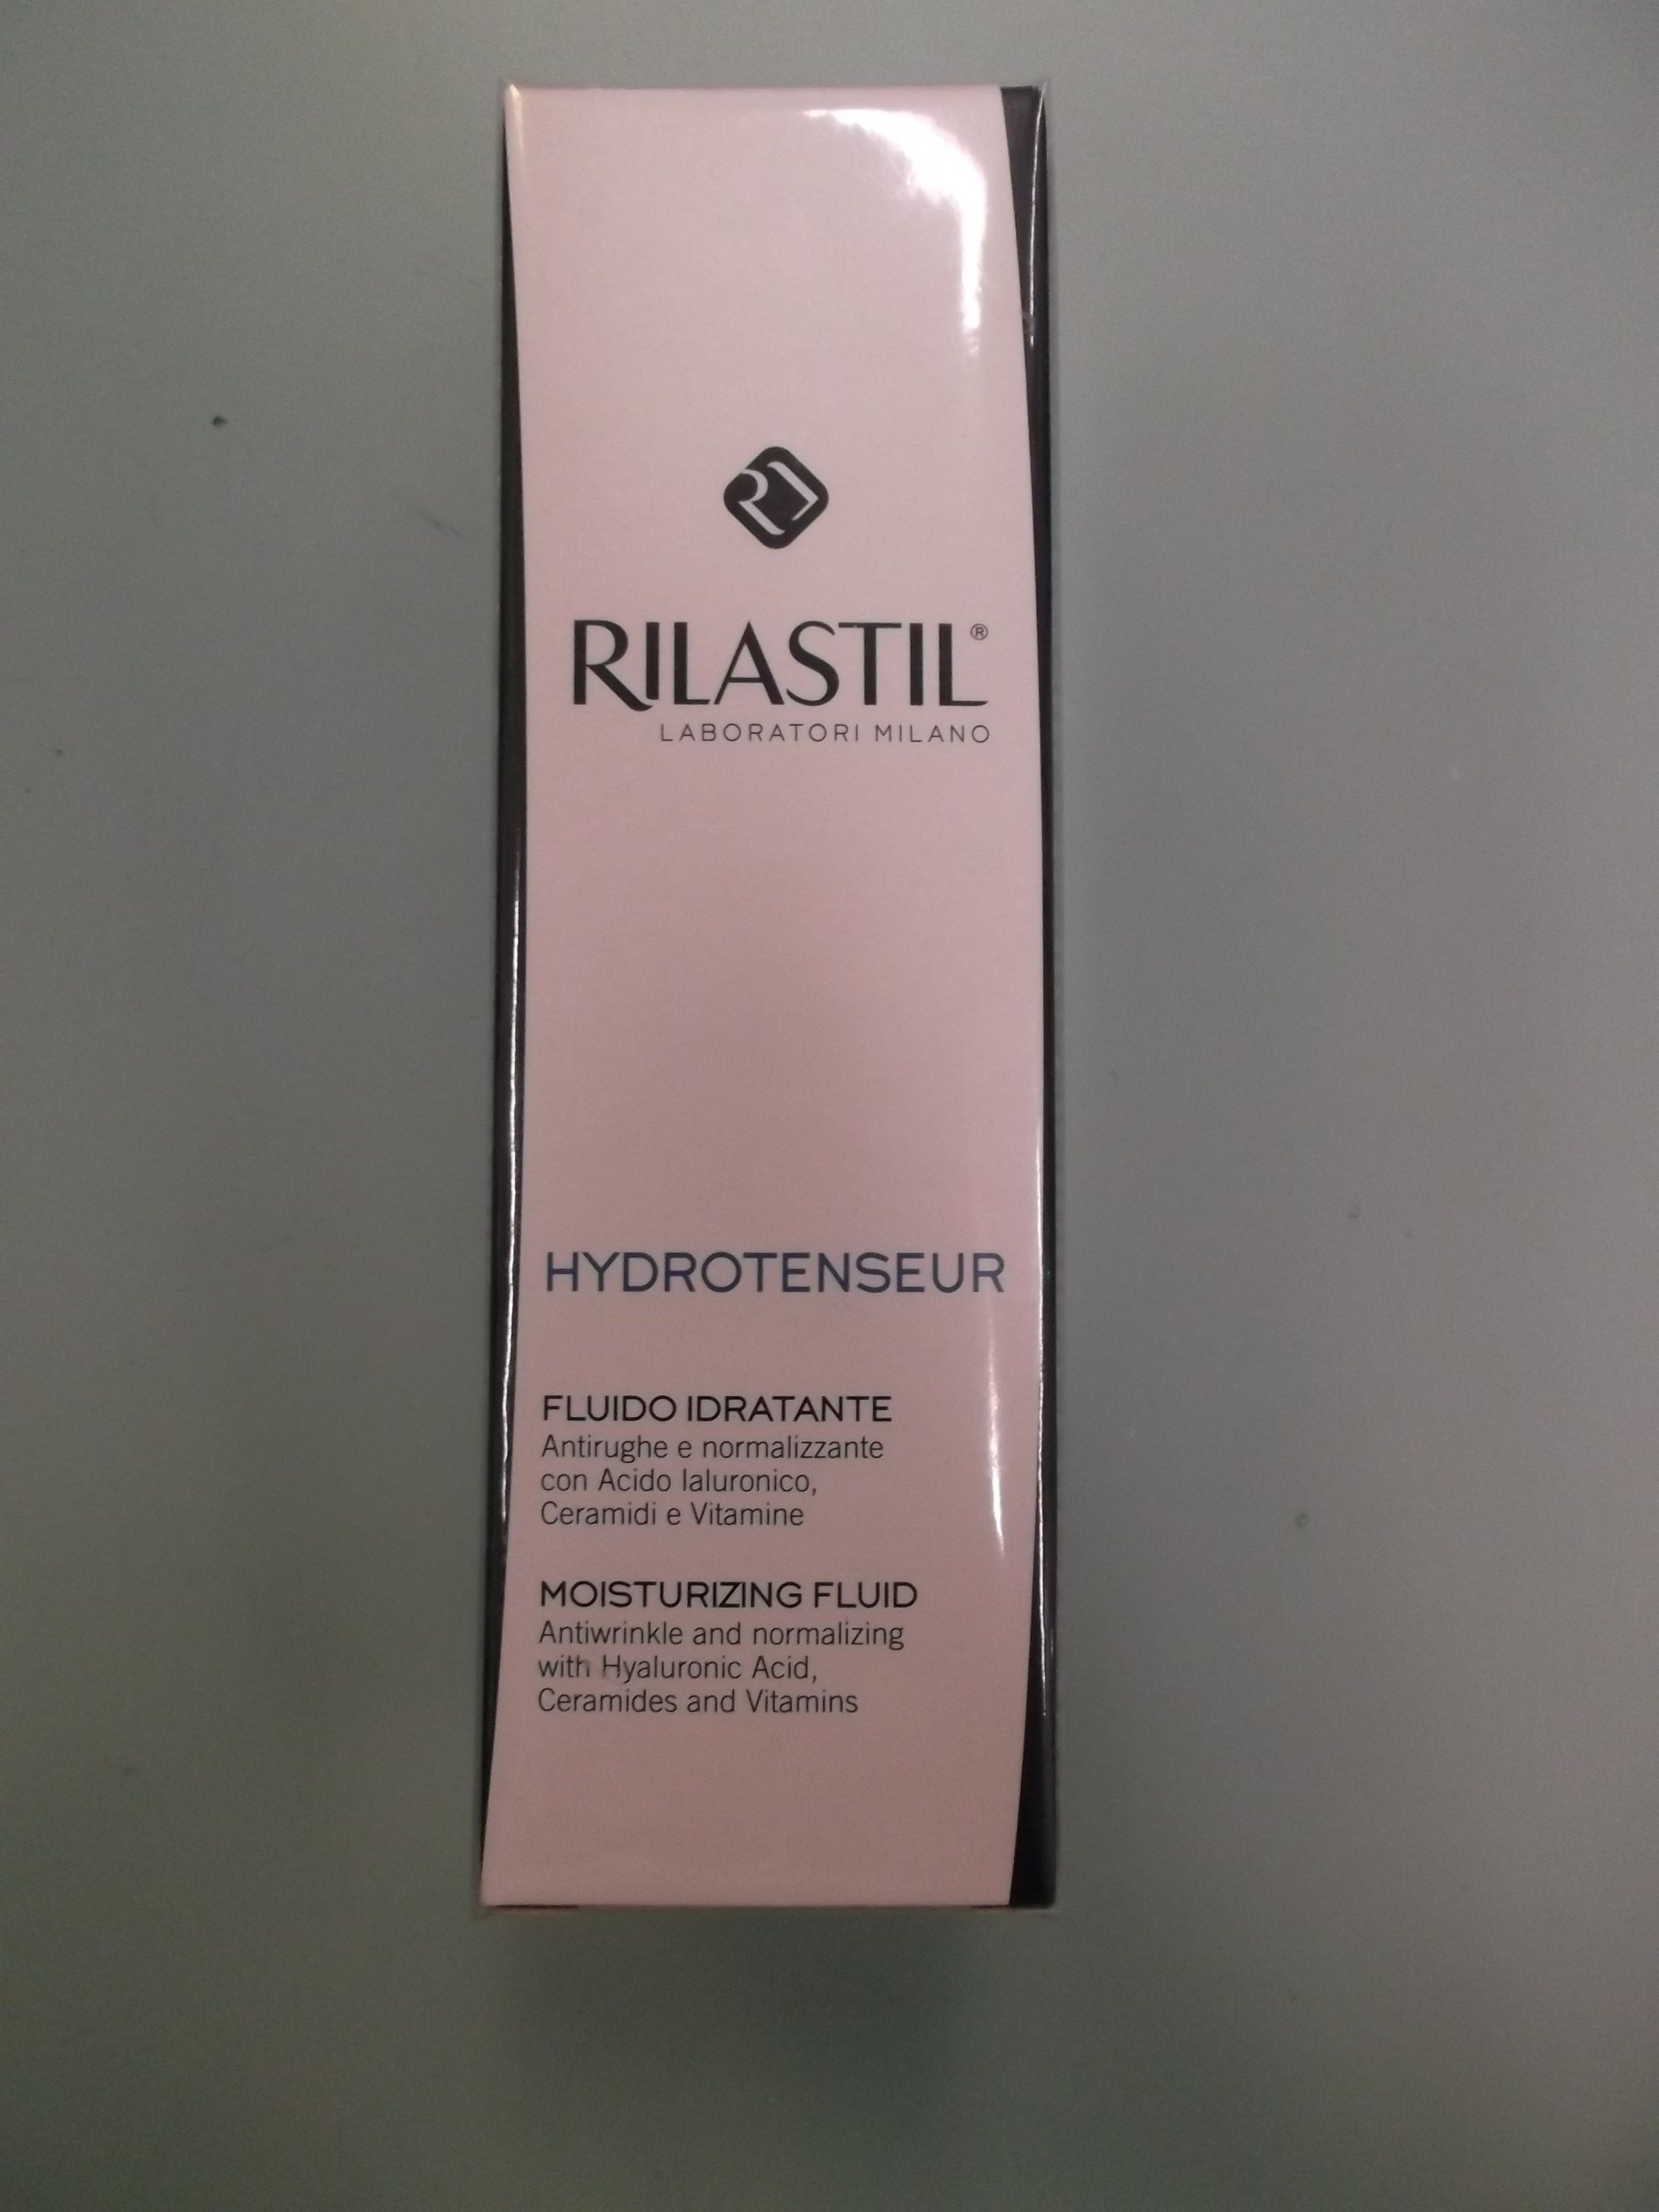 RILASTIL®
LABORATORI MILANO
HYDROTENSEUR
FLUIDO IDRATANTE
Antirughe e normalizzante
con Acido Ialuronico,
Ceramidi e Vitamine
MOISTURIZING FLUID
Antiwrinkle and normalizing
with Hyaluronic Acid,
Ceramides and Vitamins